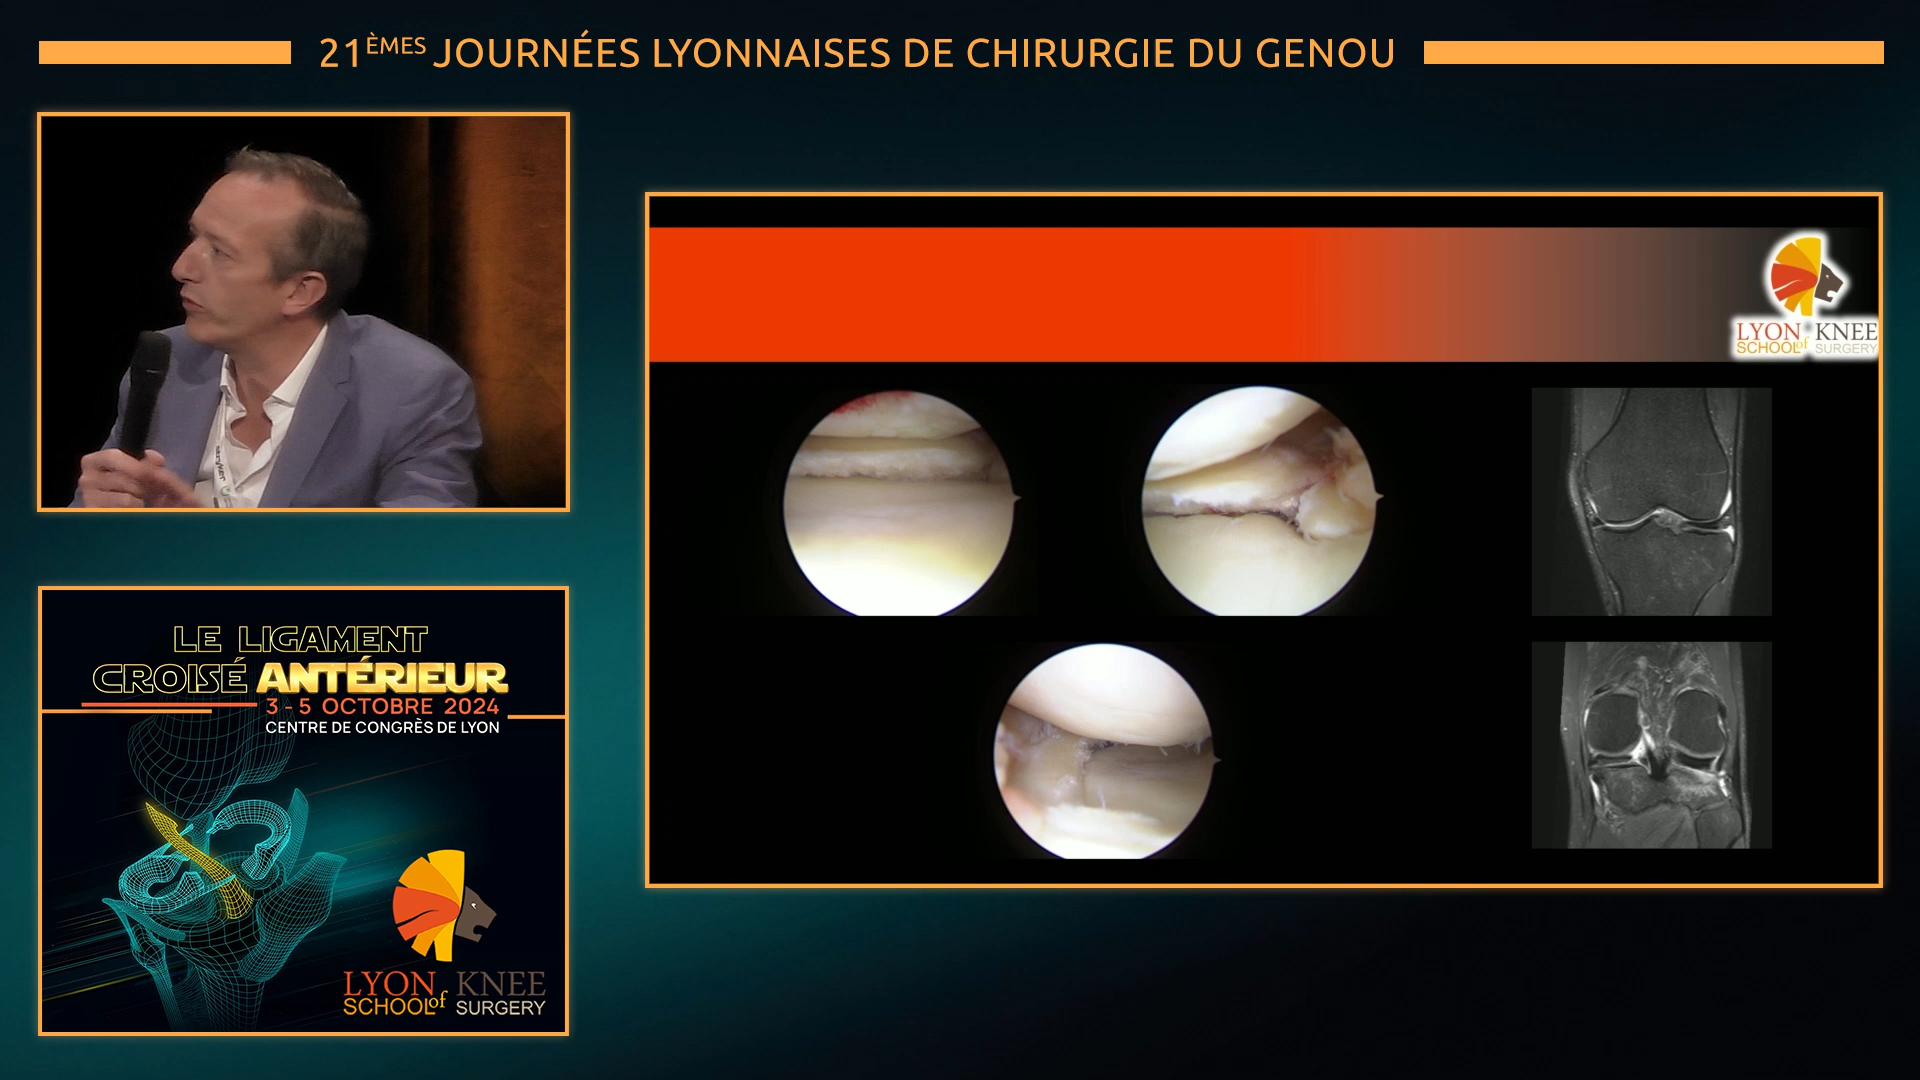 21ÈMES JOURNÉES LYONNAISES DE CHIRURGIE DU GENOU
LYON KNEE
SCHOOL of SURGERY
LE LIGAMENT
CROISÉ ANTÉRIEUR
3 - 5 OCTOBRE 2024
CENTRE DE CONGRÈS DE LYON
LYON KNEE
SCHOOL of SURGERY